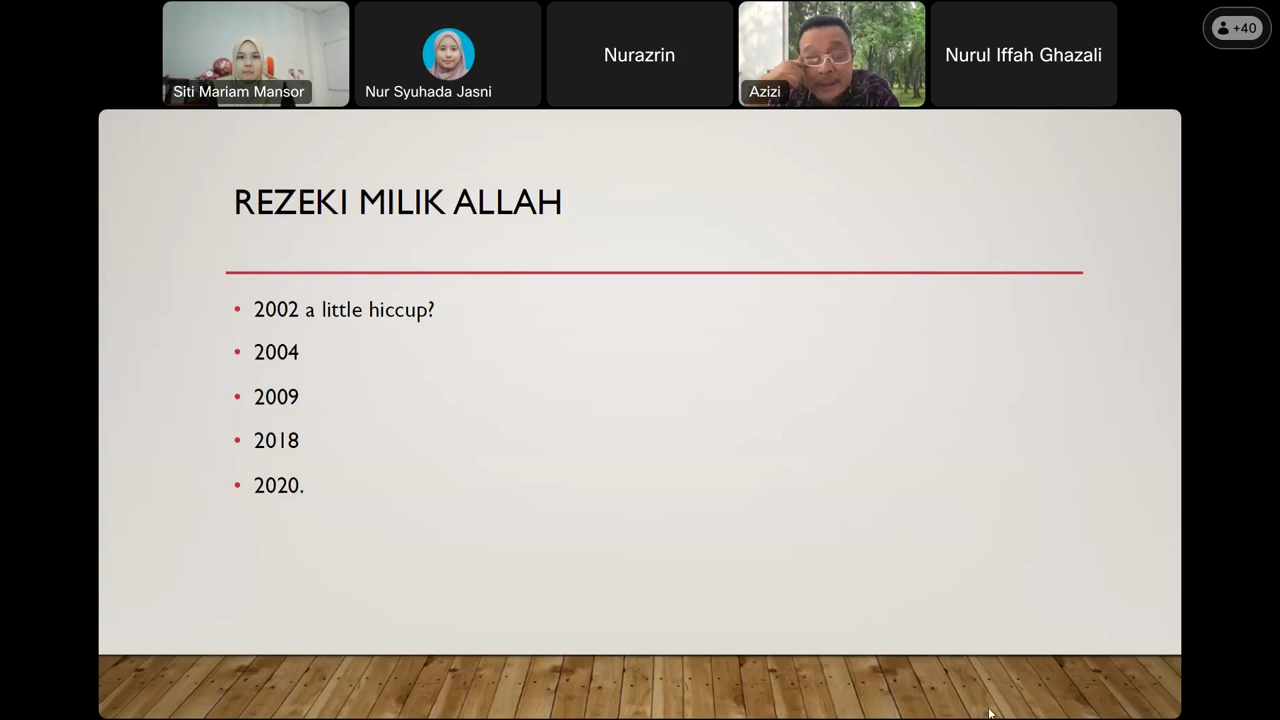 Siti Mariam Mansor
Nur Syuhada Jasni
Nurazrin
Azizi
Nurul Iffah Ghazali
+40
REZEKI MILIK ALLAH
• 2002 a little hiccup?
• 2004
• 2009
• 2018
• 2020.